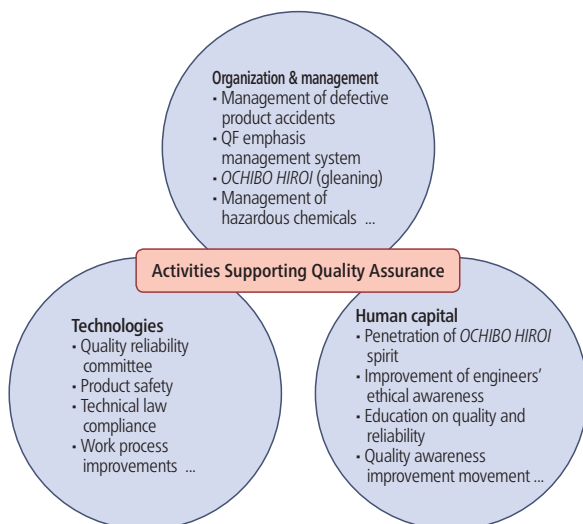 Organization & management
• Management of defective
product accidents
• QF emphasis
management system
• OCHIBO HIROI (gleaning)
• Management of
hazardous chemicals ...
Activities Supporting Quality Assurance
Technologies
• Quality reliability
committee
• Product safety
• Technical law
compliance
• Work process
improvements ...
Human capital
• Penetration of OCHIBO HIROI
spirit
• Improvement of engineers’
ethical awareness
• Education on quality and
reliability
• Quality awareness
improvement movement ...